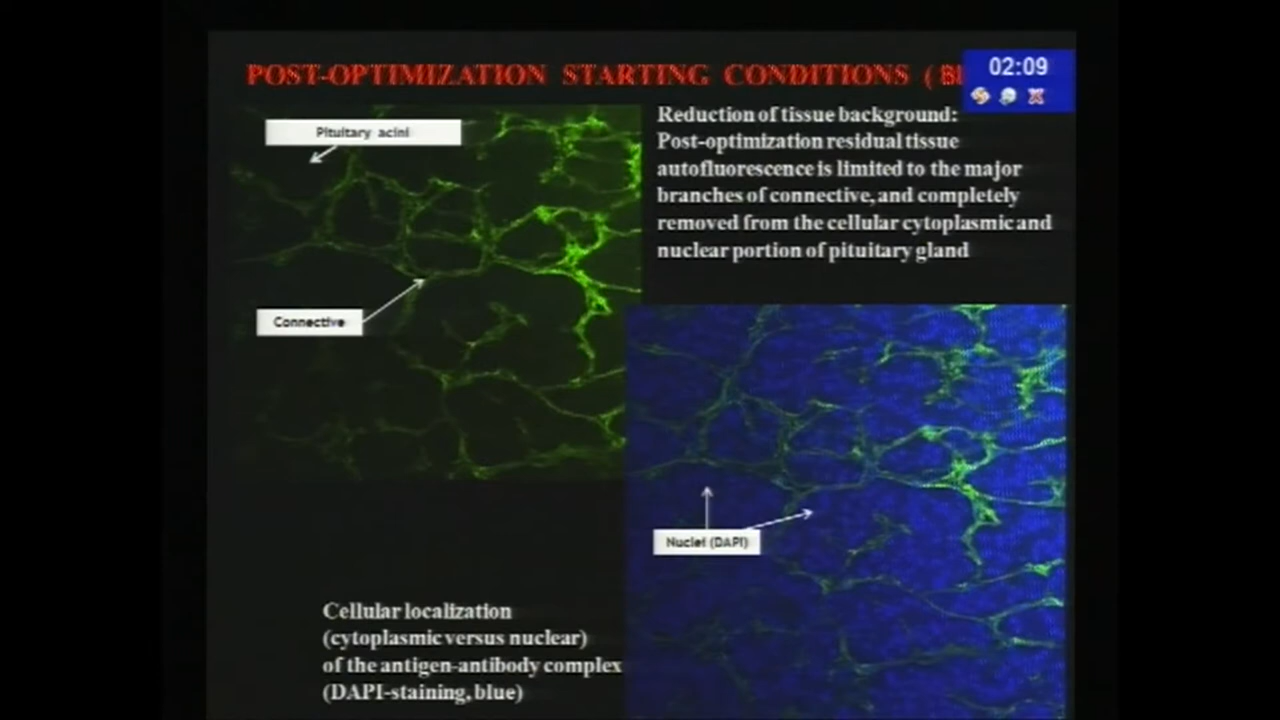 POST-OPTIMIZATION STARTING CONDITIONS (
02:09
Pituitary acini
Reduction of tissue background:
Post-optimization residual tissue
autofluorescence is limited to the major
branches of connective, and completely
removed from the cellular cytoplasmic and
nuclear portion of pituitary gland
Connective
Nuclei (DAPI)
Cellular localization
(cytoplasmic versus nuclear)
of the antigen-antibody complex
(DAPI-staining, blue)